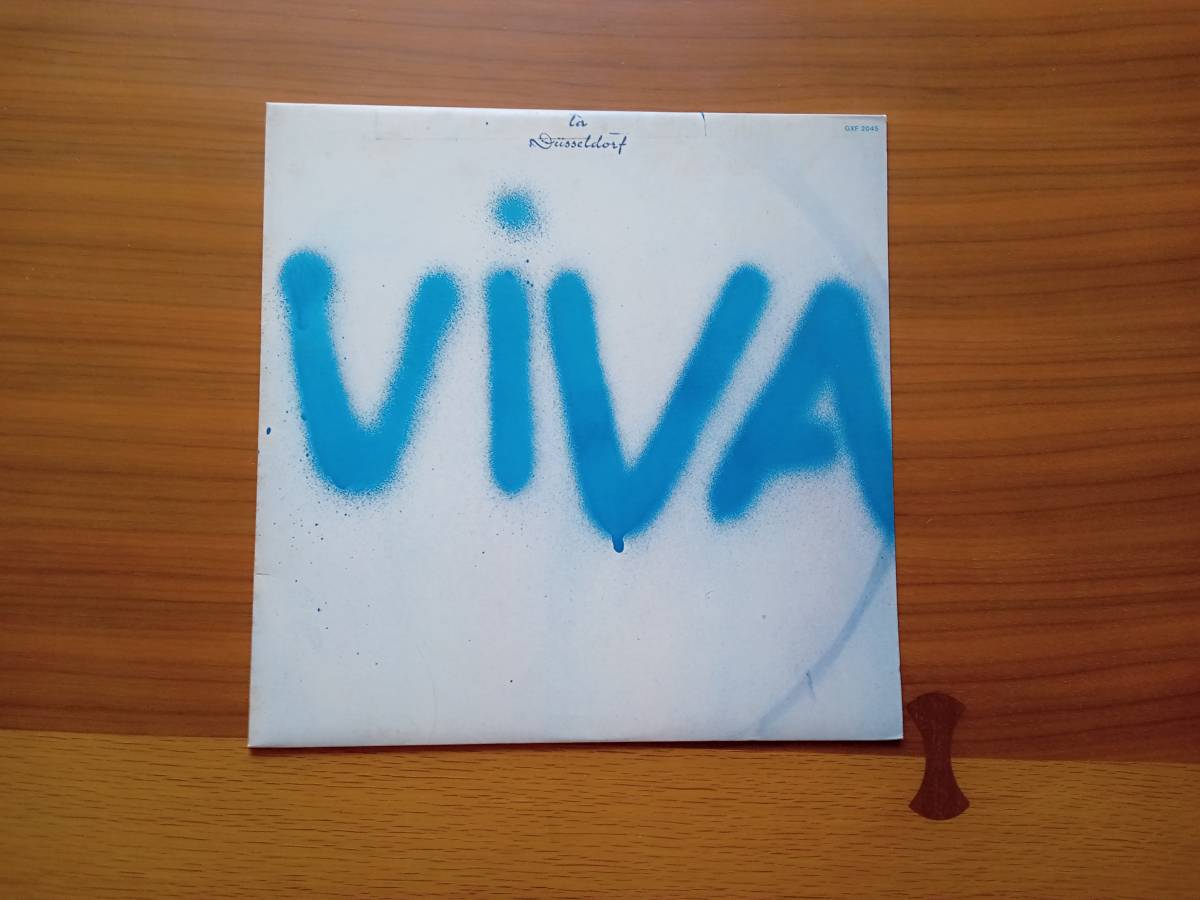 la
Düsseldorf
GXF 2045
viVA